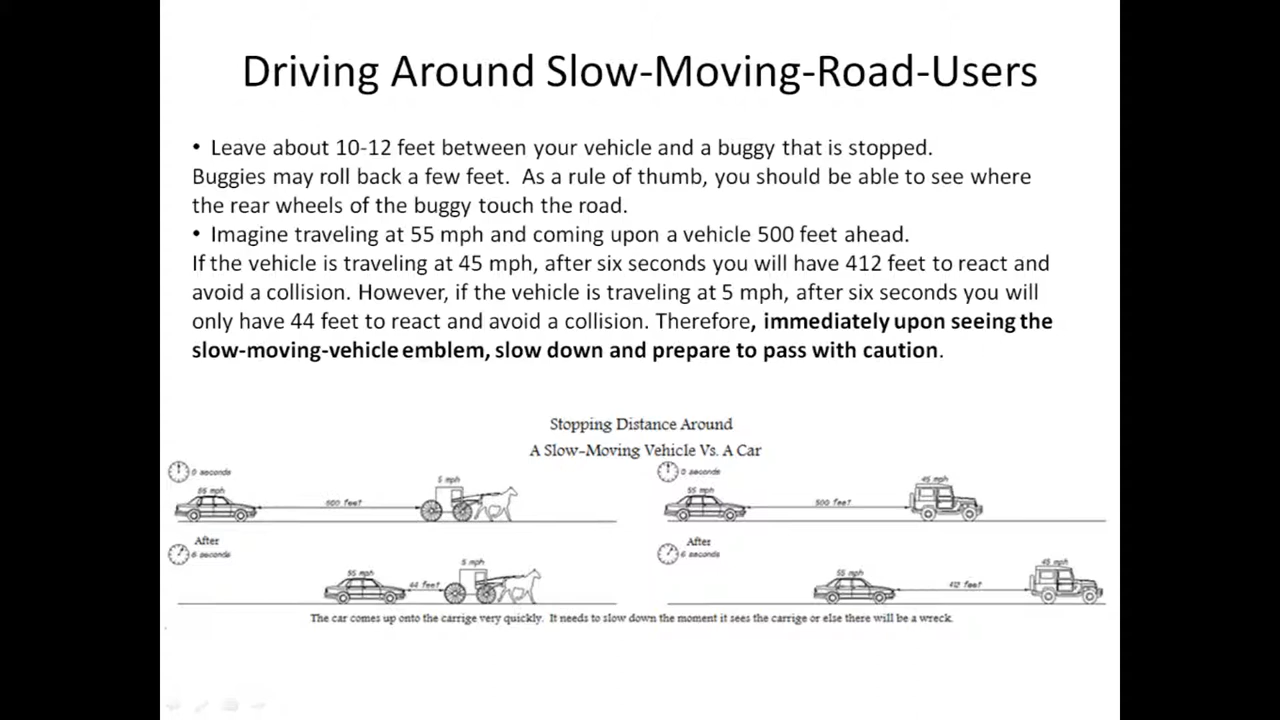 Driving Around Slow-Moving-Road-Users
• Leave about 10-12 feet between your vehicle and a buggy that is stopped.
Buggies may roll back a few feet.  As a rule of thumb, you should be able to see where
the rear wheels of the buggy touch the road.
• Imagine traveling at 55 mph and coming upon a vehicle 500 feet ahead.
If the vehicle is traveling at 45 mph, after six seconds you will have 412 feet to react and
avoid a collision. However, if the vehicle is traveling at 5 mph, after six seconds you will
only have 44 feet to react and avoid a collision. Therefore, immediately upon seeing the
slow-moving-vehicle emblem, slow down and prepare to pass with caution.
Stopping Distance Around
A Slow-Moving Vehicle Vs. A Car
0 seconds
55 mph
500 feet
5 mph
After
6 seconds
55 mph
44 feet
5 mph
0 seconds
55 mph
500 feet
45 mph
After
6 seconds
55 mph
412 feet
45 mph
The car comes up onto the carrige very quickly.  It needs to slow down the moment it sees the carrige or else there will be a wreck.